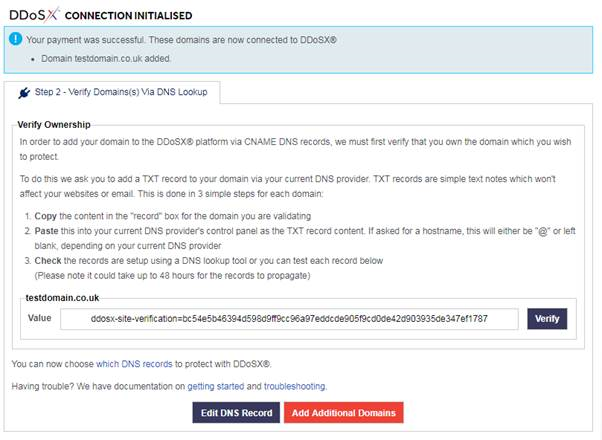 DDoSX CONNECTION INITIALISED
Your payment was successful. These domains are now connected to DDoSX®
• Domain testdomain.co.uk added.
Step 2 - Verify Domains(s) Via DNS Lookup
Verify Ownership
In order to add your domain to the DDoSX® platform via CNAME DNS records, we must first verify that you own the domain which you wish
to protect.
To do this we ask you to add a TXT record to your domain via your current DNS provider. TXT records are simple text notes which won't
affect your websites or email. This is done in 3 simple steps for each domain:
1. Copy the content in the "record" box for the domain you are validating
2. Paste this into your current DNS provider's control panel as the TXT record content. If asked for a hostname, this will either be "@" or left
blank, depending on your current DNS provider
3. Check the records are setup using a DNS lookup tool or you can test each record below
(Please note it could take up to 48 hours for the records to propagate)
testdomain.co.uk
Value ddosx-site-verification=bc54e5b46394d598d9ff9cc96a97eddcde905f9cd0de42d903935de347ef1787 Verify
You can now choose which DNS records to protect with DDoSX®.
Having trouble? We have documentation on getting started and troubleshooting.
Edit DNS Record Add Additional Domains